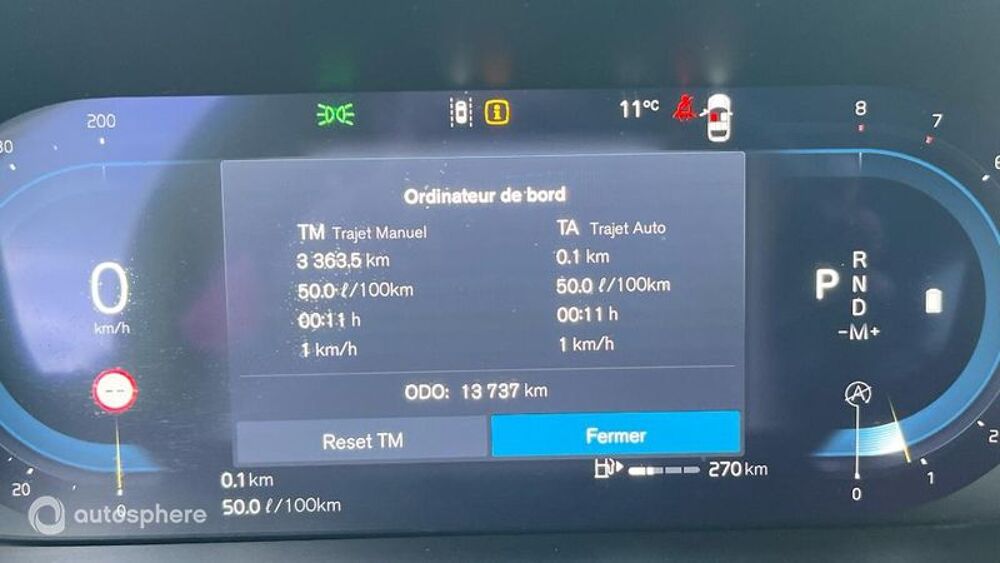 200
11°C
8
7
Ordinateur de bord
TM Trajet Manuel
TA Trajet Auto
3 363.5 km
0.1 km
50.0 ℓ/100km
50.0 ℓ/100km
00:11 h
00:11 h
1 km/h
1 km/h
0
km/h
P
R
N
D
-M+
--
A
ODO: 13 737 km
Reset TM
Fermer
0.1 km
270 km
50.0 ℓ/100km
20
0
0
1
autosphere